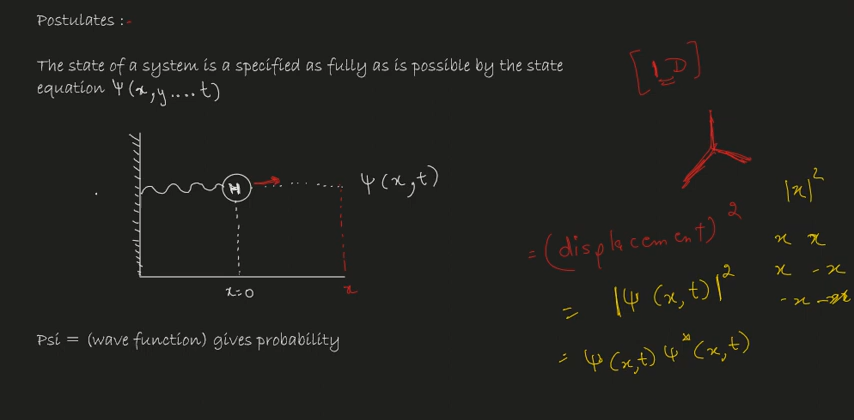 Postulates :-
The state of a system is a specified as fully as is possible by the state
equation Ψ(x,y....t)
[1D]
H
Ψ(x,t)
x=0
x
|x|²
x x
x -x
-x -x
= (displacement)²
= |Ψ(x,t)|²
= Ψ(x,t) Ψ*(x,t)
Psi = (wave function) gives probability